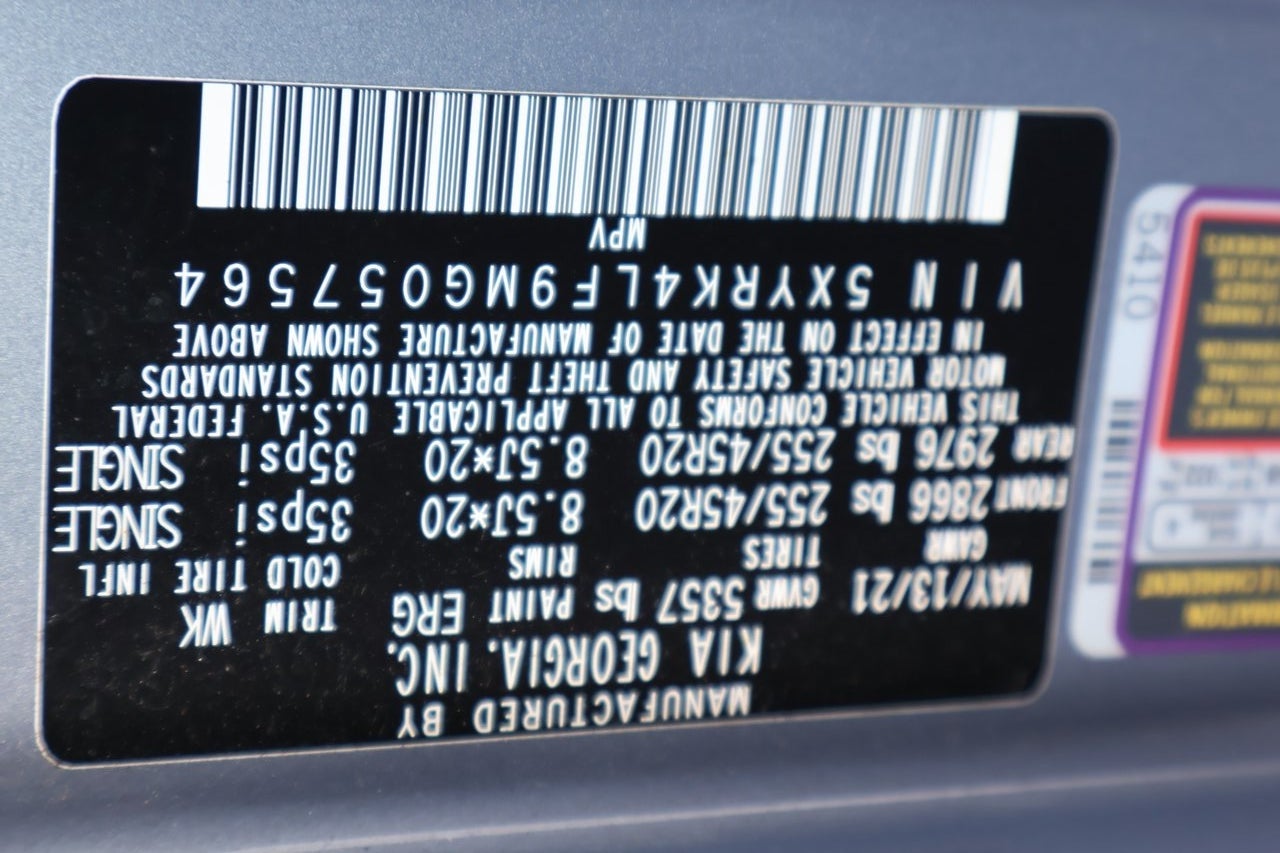 MANUFACTURED BY
KIA GEORGIA. INC.
MAY/13/21 GVWR 5357 bs PAINT ERG TRIM WK
GAWR TIRES RIMS COLD TIRE INFL
FRONT 2866 bs 255/45R20 8.5J*20 35psi SINGLE
REAR 2976 bs 255/45R20 8.5J*20 35psi SINGLE
THIS VEHICLE CONFORMS TO ALL APPLICABLE U.S.A. FEDERAL
MOTOR VEHICLE SAFETY AND THEFT PREVENTION STANDARDS
IN EFFECT ON THE DATE OF MANUFACTURE SHOWN ABOVE
VIN 5XYRK4LF9MG057564
MPV
5410